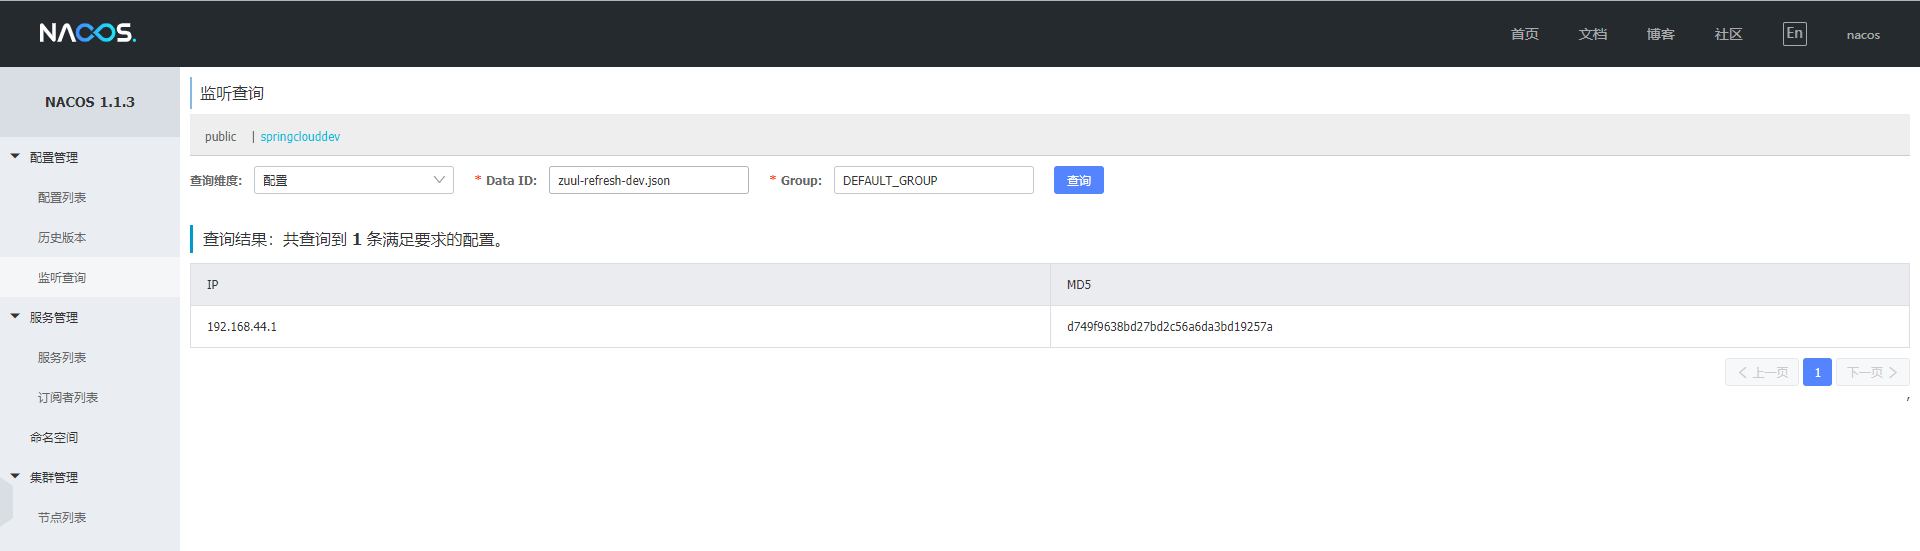 NACOS.
首页 文档 博客 社区 En nacos
NACOS 1.1.3
配置管理
配置列表
历史版本
监听查询
服务管理
服务列表
订阅者列表
命名空间
集群管理
节点列表
监听查询
public | springclouddev
查询维度: 配置 * Data ID: zuul-refresh-dev.json * Group: DEFAULT_GROUP 查询
查询结果：共查询到 1 条满足要求的配置。
IP MD5
192.168.44.1 d749f9638bd27bd2c56a6da3bd19257a
上一页 1 下一页
,